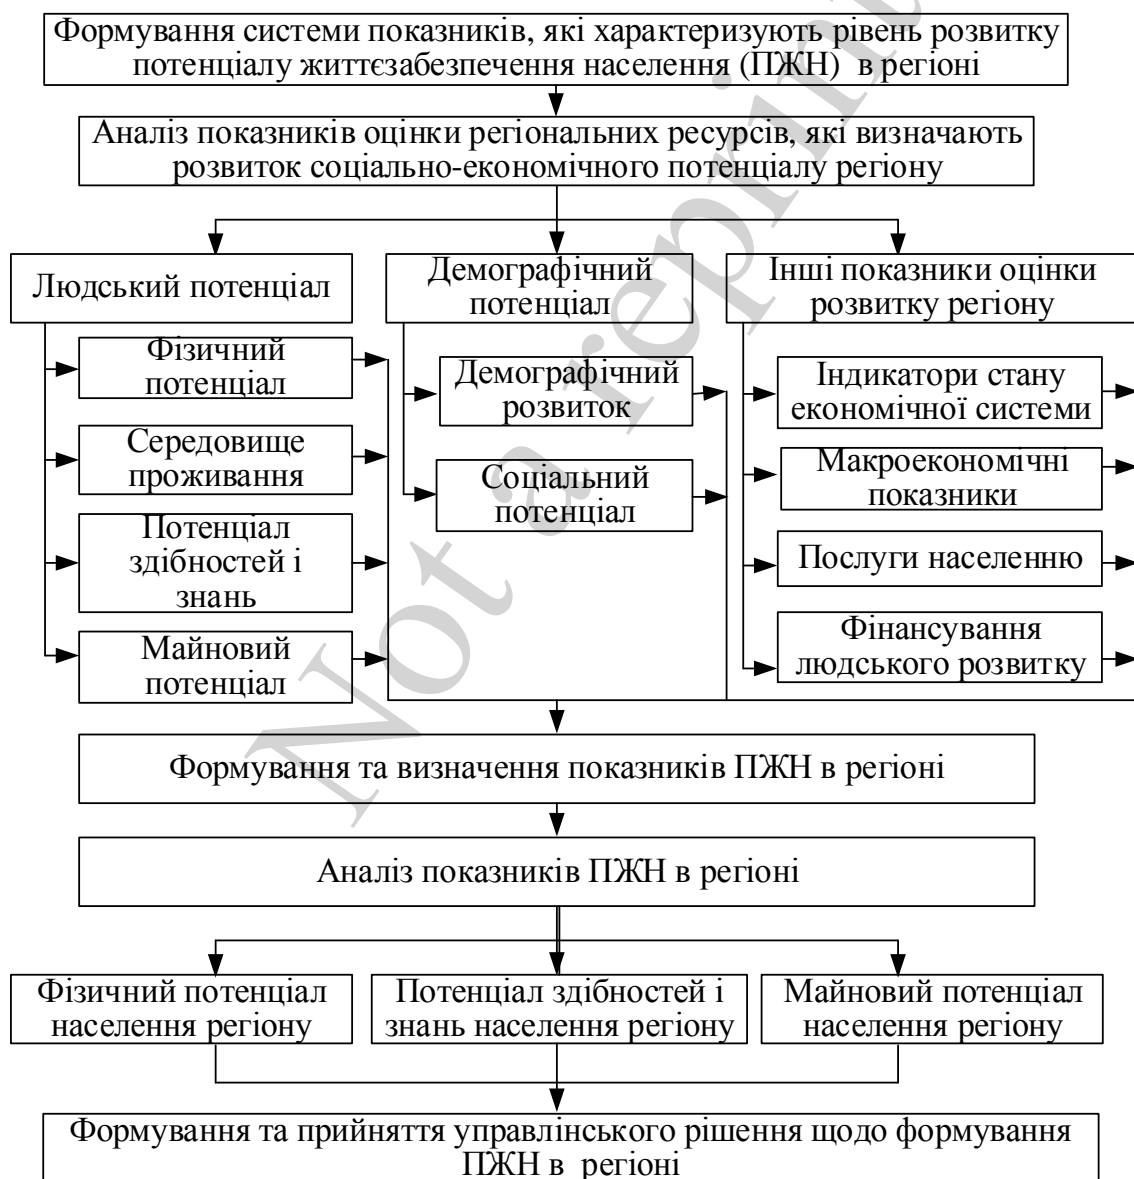 Формування системи показників, які характеризують рівень розвитку
потенціалу життєзабезпечення населення (ПЖН) в регіоні
Аналіз показників оцінки регіональних ресурсів, які визначають
розвиток соціально-економічного потенціалу регіону
Людський потенціал
Демографічний
потенціал
Інші показники оцінки
розвитку регіону
Фізичний
потенціал
Середовище
проживання
Потенціал
здібностей і
знань
Майновий
потенціал
Демографічний
розвиток
Соціальний
потенціал
Індикатори стану
економічної системи
Макроекономічні
показники
Послуги населенню
Фінансування
людського розвитку
Формування та визначення показників ПЖН в регіоні
Аналіз показників ПЖН в регіоні
Фізичний потенціал
населення регіону
Потенціал здібностей і
знань населення регіону
Майновий потенціал
населення регіону
Формування та прийняття управлінського рішення щодо формування
ПЖН в регіоні
Not a reprint